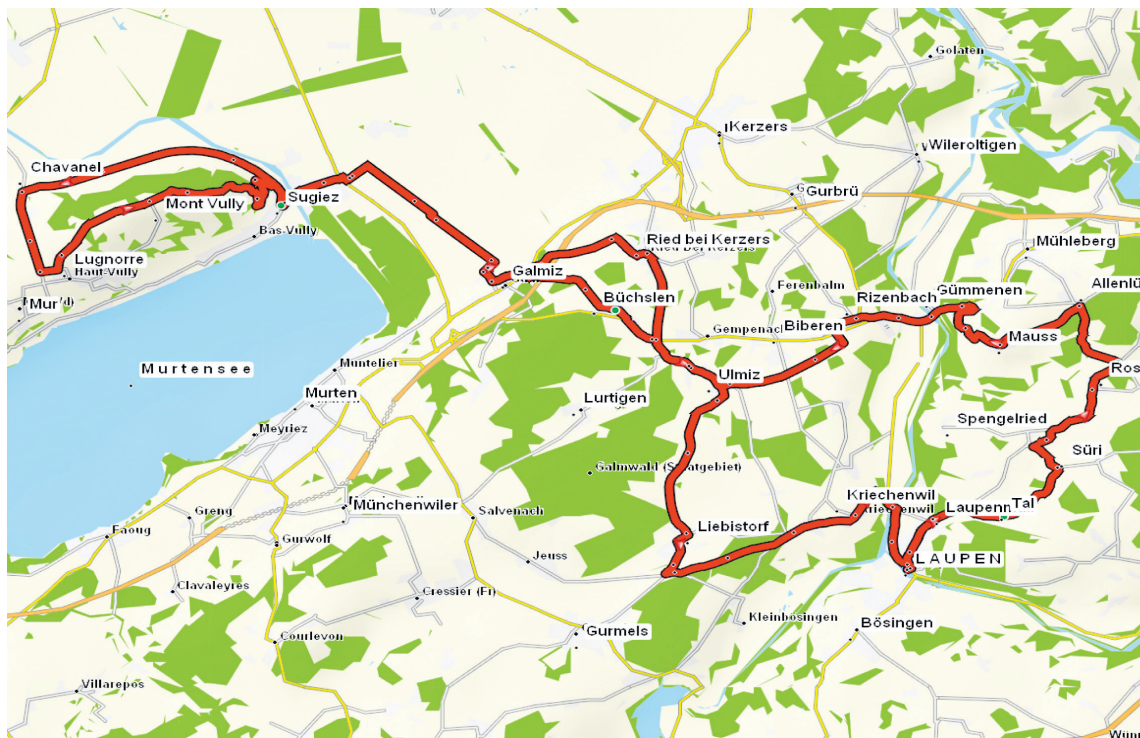 Golaten
Kerzers
Wileroltigen
Chavanel
Mont Vully
Sugiez
Gurbrü
Bas-Vully
Ried bei Kerzers
Mühleberg
Lugnorre
Haut-Vully
Galmiz
Ferenbalm
Allenlü
Mur
Büchslen
Rizenbach
Gümmenen
Gempenach
Biberen
Mauss
Murtensee
Muntelier
Ulmiz
Ros
Murten
Lurtigen
Meyriez
Spengelried
Süri
Galmwald
Kriechenwil
Münchenwiler
Laupen
Tal
Greng
Salvenach
Liebistorf
Faoug
Gurwolf
Jeuss
LAUPEN
Clavaleyres
Cressier (Fr)
Kleinbösingen
Bösingen
Gurmels
Courlevon
Villarepos